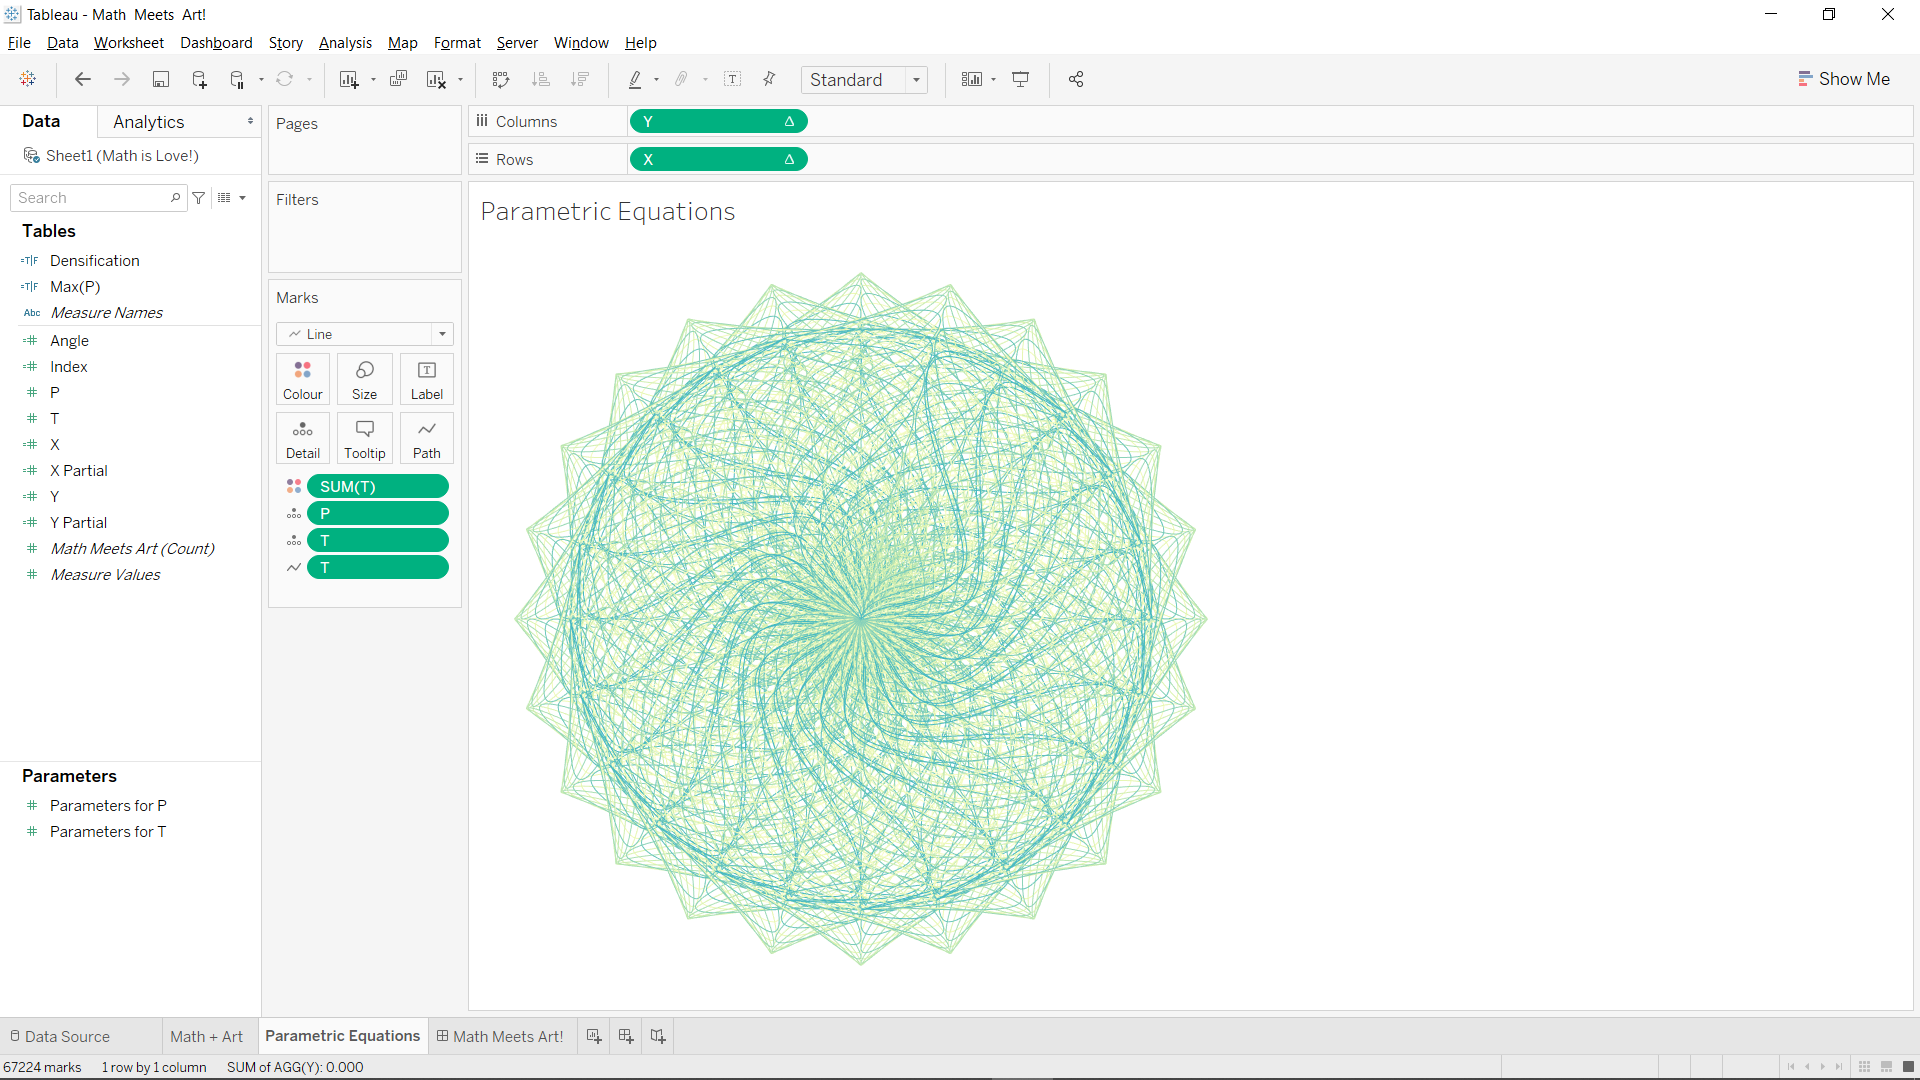 Tableau - Math Meets Art!
File Data Worksheet Dashboard Story Analysis Map Format Server Window Help
Standard
Show Me
Data
Analytics
Sheet1 (Math is Love!)
Search
Tables
=T|F Densification
=T|F Max(P)
Abc Measure Names
Angle
Index
P
T
X
X Partial
Y
Y Partial
Math Meets Art (Count)
Measure Values
Parameters
Parameters for P
Parameters for T
Pages
Filters
Marks
Line
Colour Size Label
Detail Tooltip Path
SUM(T)
P
T
T
Columns Y Δ
Rows X Δ
Parametric Equations
Data Source Math + Art Parametric Equations Math Meets Art!
67224 marks 1 row by 1 column SUM of AGG(Y): 0.000